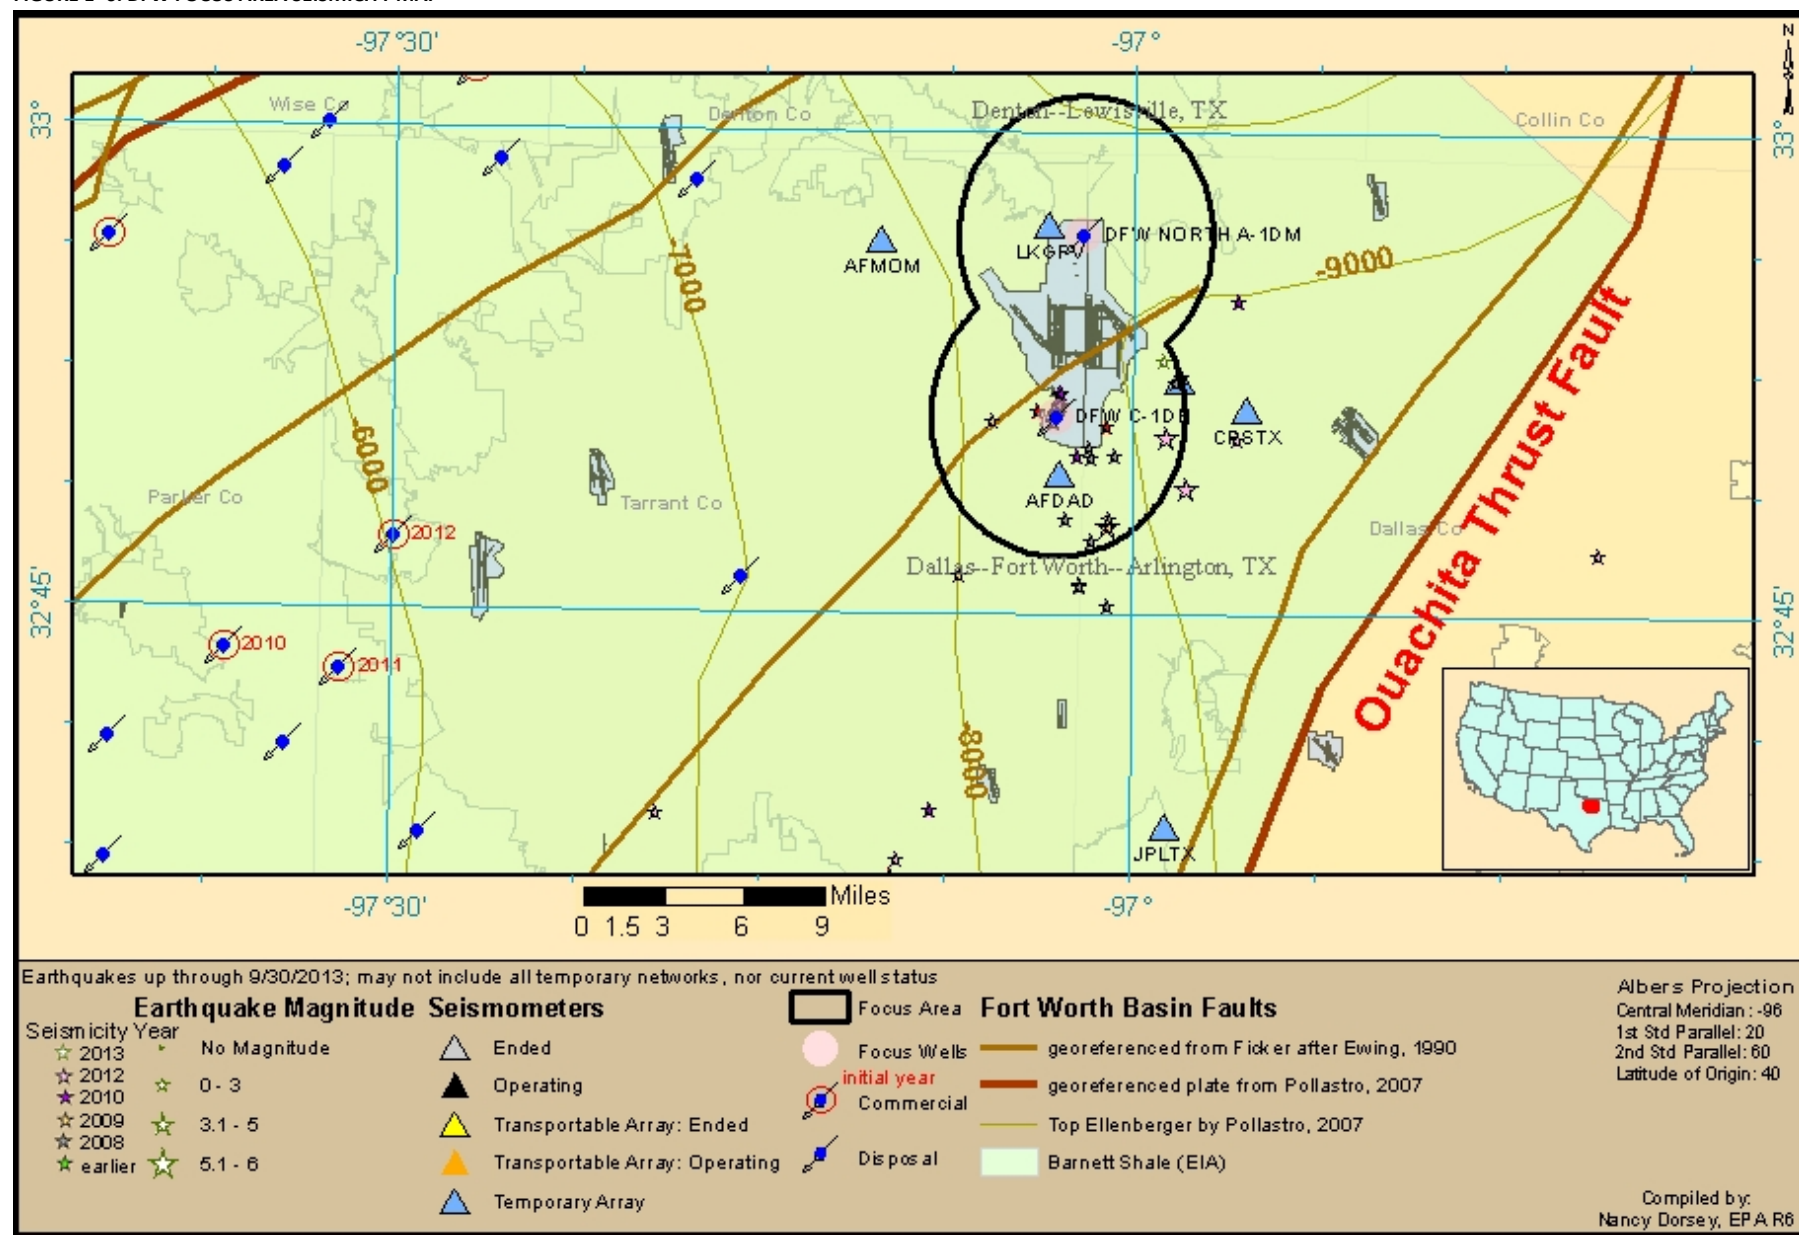 -97°30'
-97°
N
33°
33°
Wise Co
Denton Co
Denton--Lewisville, TX
Collin Co
DFW NORTH A-1DM
LKGPV
AFMOM
-9000
-7000
DFW C-1DE
CPSTX
-6000
AFDAD
Parker Co
Tarrant Co
Dallas Co
Ouachita Thrust Fault
2012
Dallas--Fort Worth--Arlington, TX
32°45'
32°45'
2010
2011
-8000
JPLTX
-97°30'
-97°
Miles
0 1.5 3 6 9
Earthquakes up through 9/30/2013; may not include all temporary networks, nor current well status
Earthquake Magnitude
Seismicity Year
2013
2012
2010
2009
2008
earlier
No Magnitude
0 - 3
3.1 - 5
5.1 - 6
Seismometers
Ended
Operating
Transportable Array: Ended
Transportable Array: Operating
Temporary Array
Focus Area
Focus Wells
initial year
Commercial
Disposal
Fort Worth Basin Faults
georeferenced from Ficker after Ewing, 1990
georeferenced plate from Pollastro, 2007
Top Ellenberger by Pollastro, 2007
Barnett Shale (EIA)
Albers Projection
Central Meridian: -96
1st Std Parallel: 20
2nd Std Parallel: 60
Latitude of Origin: 40
Compiled by:
Nancy Dorsey, EPA R6